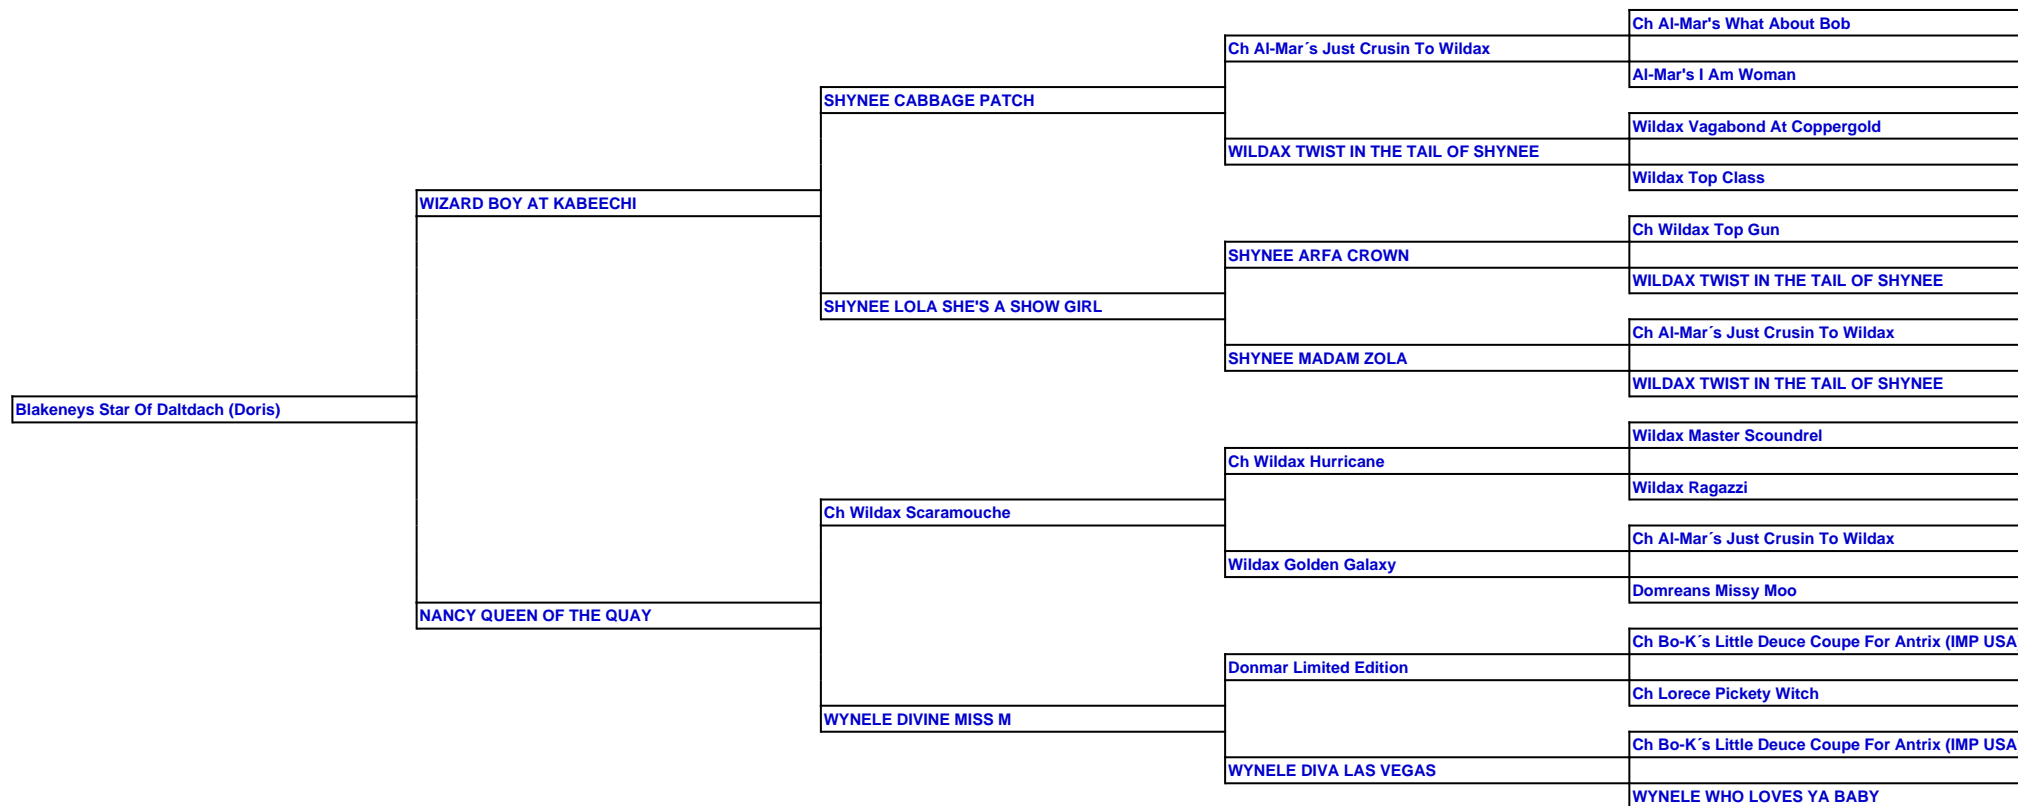 Ch Al-Mar's What About Bob
Ch Al-Mar´s Just Crusin To Wildax
Al-Mar's I Am Woman
SHYNEE CABBAGE PATCH
Wildax Vagabond At Coppergold
WILDAX TWIST IN THE TAIL OF SHYNEE
Wildax Top Class
WIZARD BOY AT KABEECHI
Ch Wildax Top Gun
SHYNEE ARFA CROWN
WILDAX TWIST IN THE TAIL OF SHYNEE
SHYNEE LOLA SHE'S A SHOW GIRL
Ch Al-Mar´s Just Crusin To Wildax
SHYNEE MADAM ZOLA
WILDAX TWIST IN THE TAIL OF SHYNEE
Blakeneys Star Of Daltdach (Doris)
Wildax Master Scoundrel
Ch Wildax Hurricane
Wildax Ragazzi
Ch Wildax Scaramouche
Ch Al-Mar´s Just Crusin To Wildax
Wildax Golden Galaxy
Domreans Missy Moo
NANCY QUEEN OF THE QUAY
Ch Bo-K´s Little Deuce Coupe For Antrix (IMP USA
Donmar Limited Edition
Ch Lorece Pickety Witch
WYNELE DIVINE MISS M
Ch Bo-K´s Little Deuce Coupe For Antrix (IMP USA
WYNELE DIVA LAS VEGAS
WYNELE WHO LOVES YA BABY